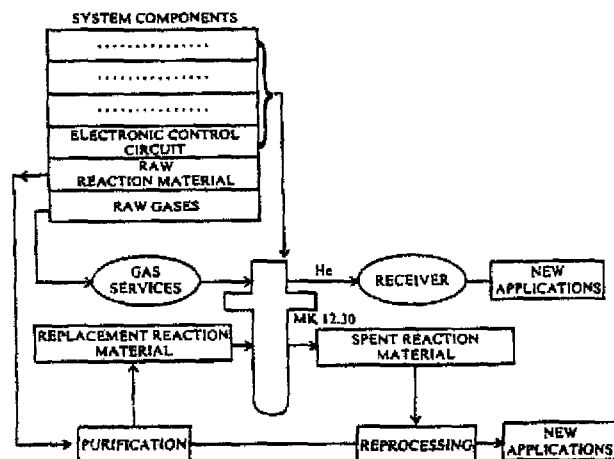 SYSTEM COMPONENTS
ELECTRONIC CONTROL
CIRCUIT
RAW
REACTION MATERIAL
RAW GASES
GAS
SERVICES
He
RECEIVER
NEW
APPLICATIONS
MK 12.30
REPLACEMENT REACTION
MATERIAL
SPENT REACTION
MATERIAL
PURIFICATION
REPROCESSING
NEW
APPLICATIONS